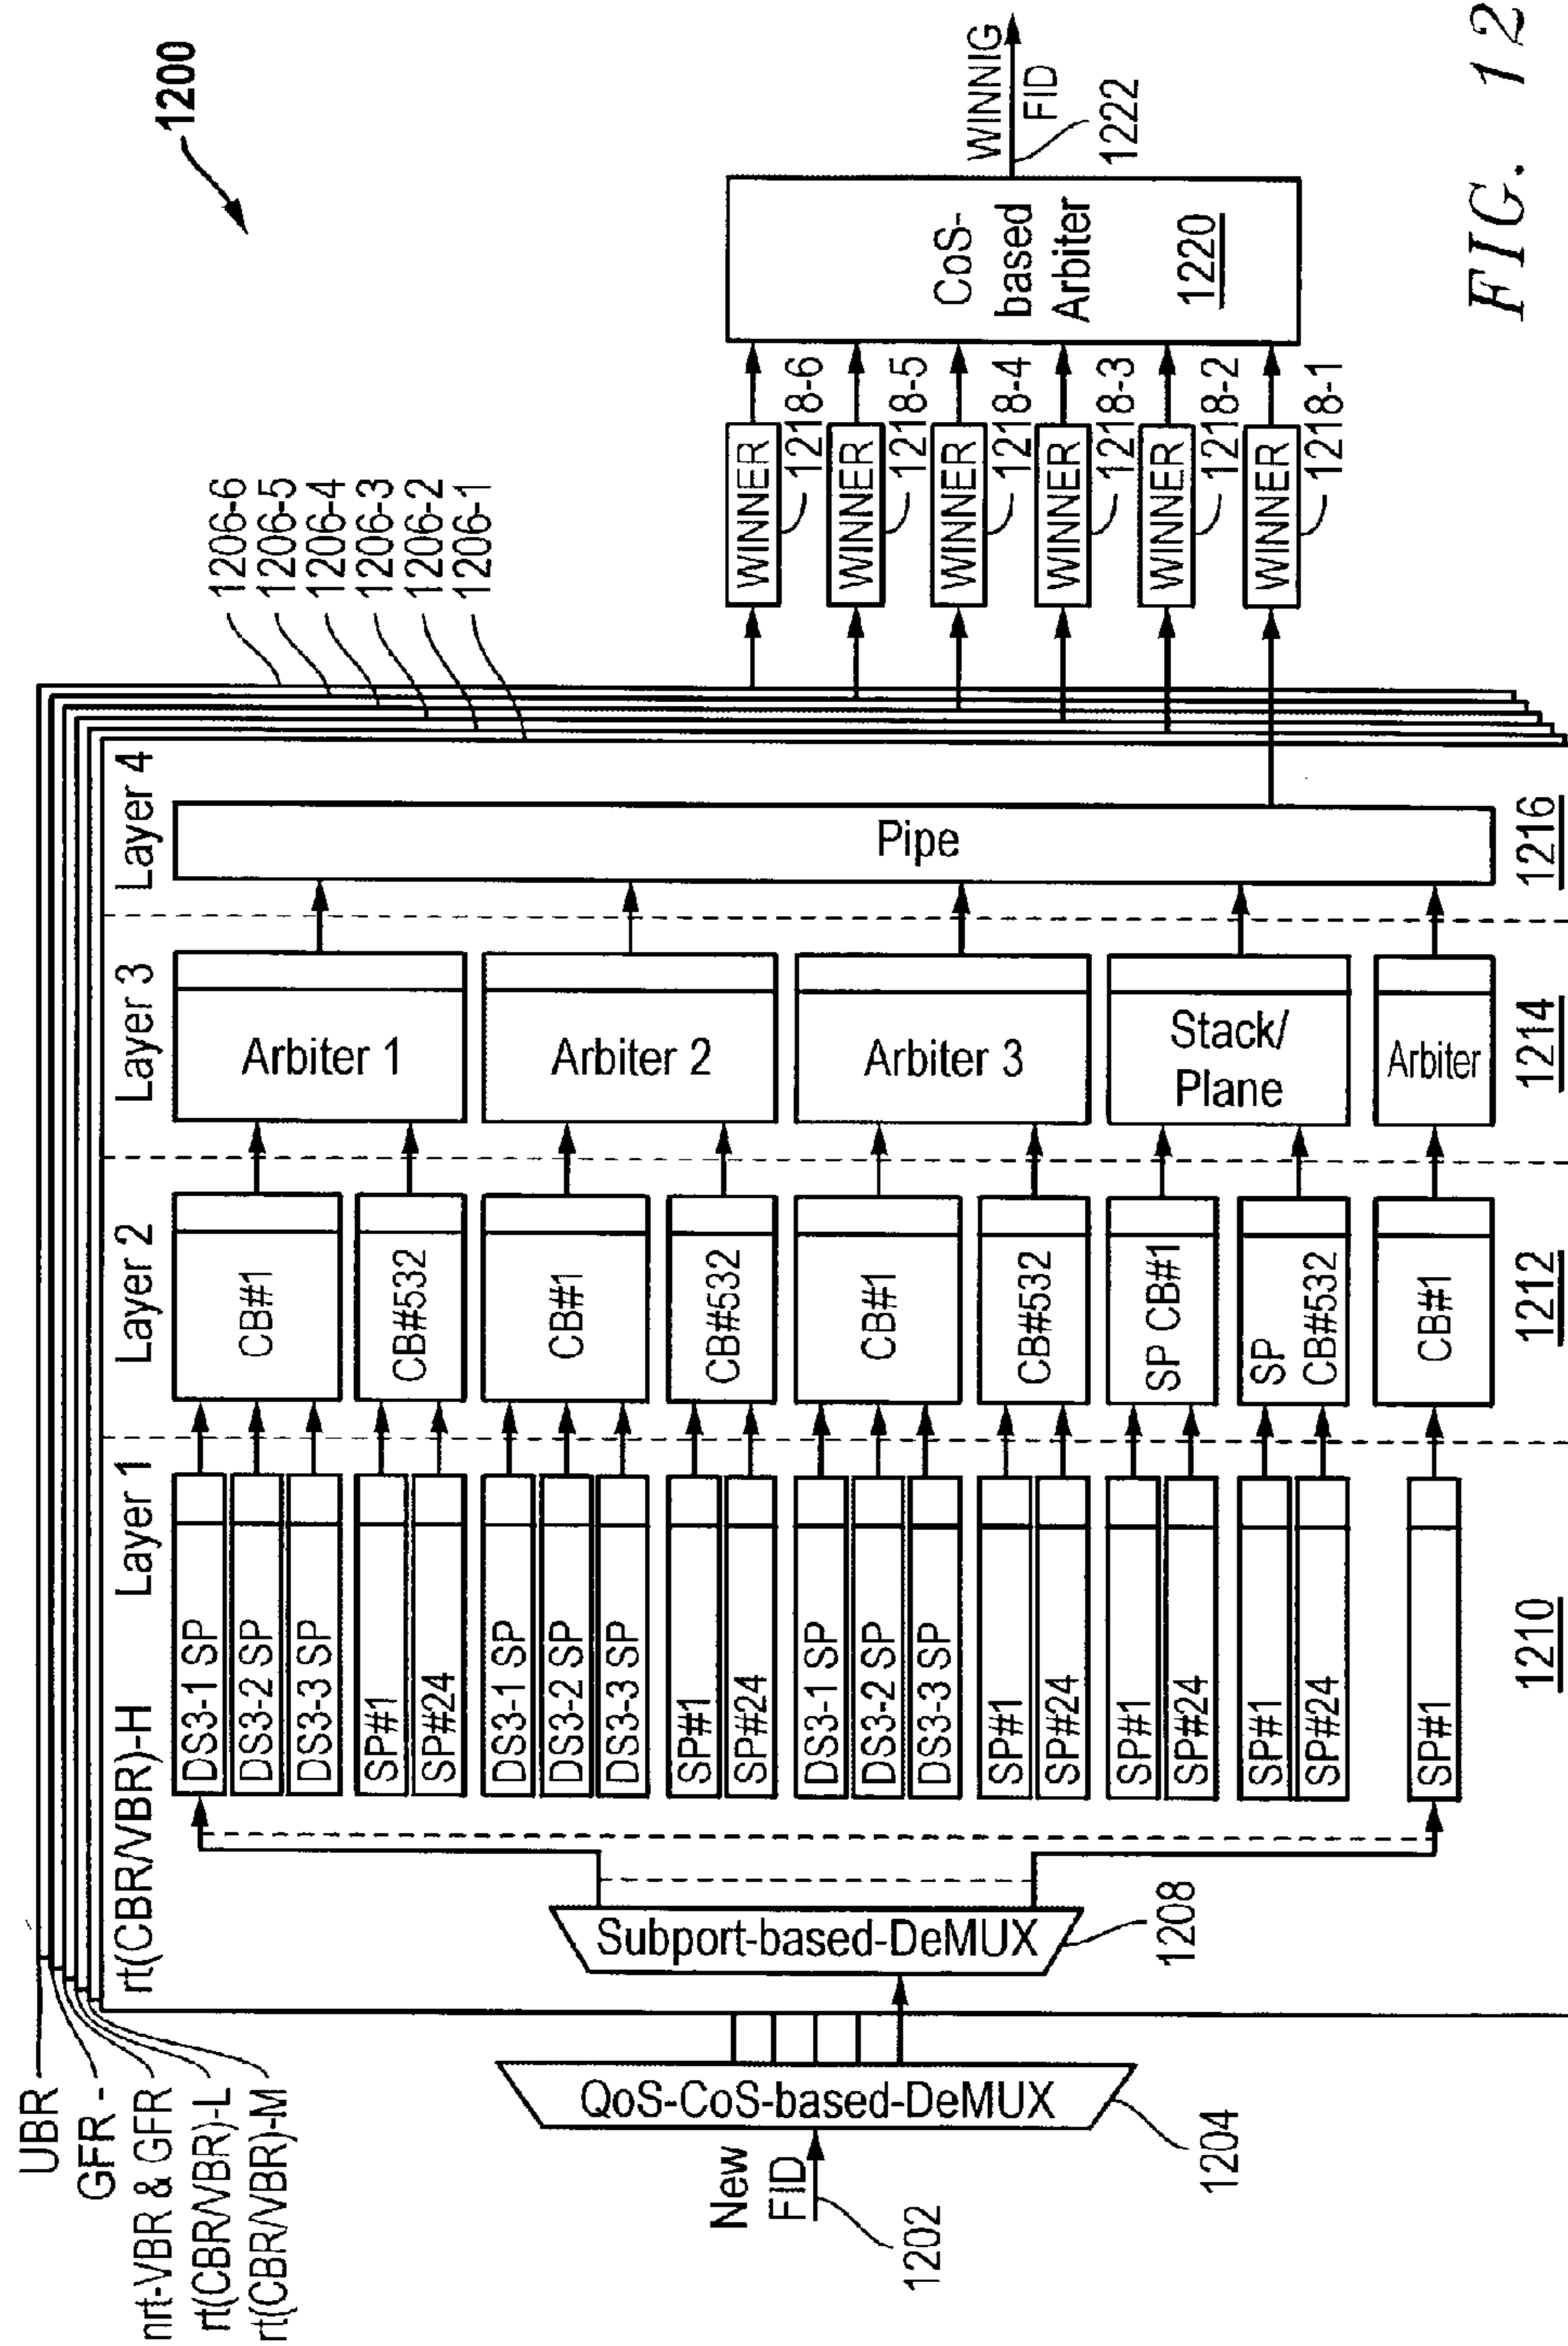 1200
UBR
GFR -
nrt-VBR & GFR
rt(CBR/VBR)-L
rt(CBR/VBR)-M
rt(CBR/VBR)-H
Layer 1
Layer 2
Layer 3
Layer 4
1206-6
1206-5
1206-4
1206-3
1206-2
1206-1
New
FID
1202
QoS-CoS-based-DeMUX
1204
Subport-based-DeMUX
1208
DS3-1 SP
DS3-2 SP
DS3-3 SP
SP#1
SP#24
DS3-1 SP
DS3-2 SP
DS3-3 SP
SP#1
SP#24
DS3-1 SP
DS3-2 SP
DS3-3 SP
SP#1
SP#24
SP#1
SP#24
SP#1
SP#24
SP#1
1210
CB#1
CB#532
CB#1
CB#532
CB#1
CB#532
SP CB#1
SP
CB#532
CB#1
1212
Arbiter 1
Arbiter 2
Arbiter 3
Stack/
Plane
Arbiter
1214
Pipe
1216
WINNER
1218-6
WINNER
1218-5
WINNER
1218-4
WINNER
1218-3
WINNER
1218-2
WINNER
1218-1
CoS-
based
Arbiter
1220
WINNIG
FID
1222
FIG. 12